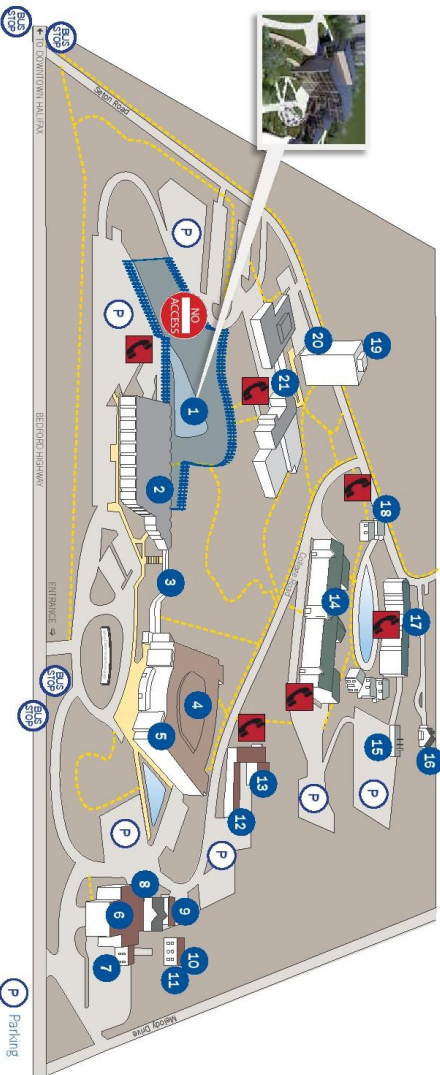 BUS
STOP
BUS
STOP
← TO DOWNTOWN HALIFAX
Seton Road
P
P
NO
ACCESS
1
2
3
4
5
6
7
8
9
10
11
12
13
14
15
16
17
18
19
20
21
College Road
BEDFORD HIGHWAY
ENTRANCE →
BUS
STOP
BUS
STOP
P
P
P
P
Melody Drive
P Parking